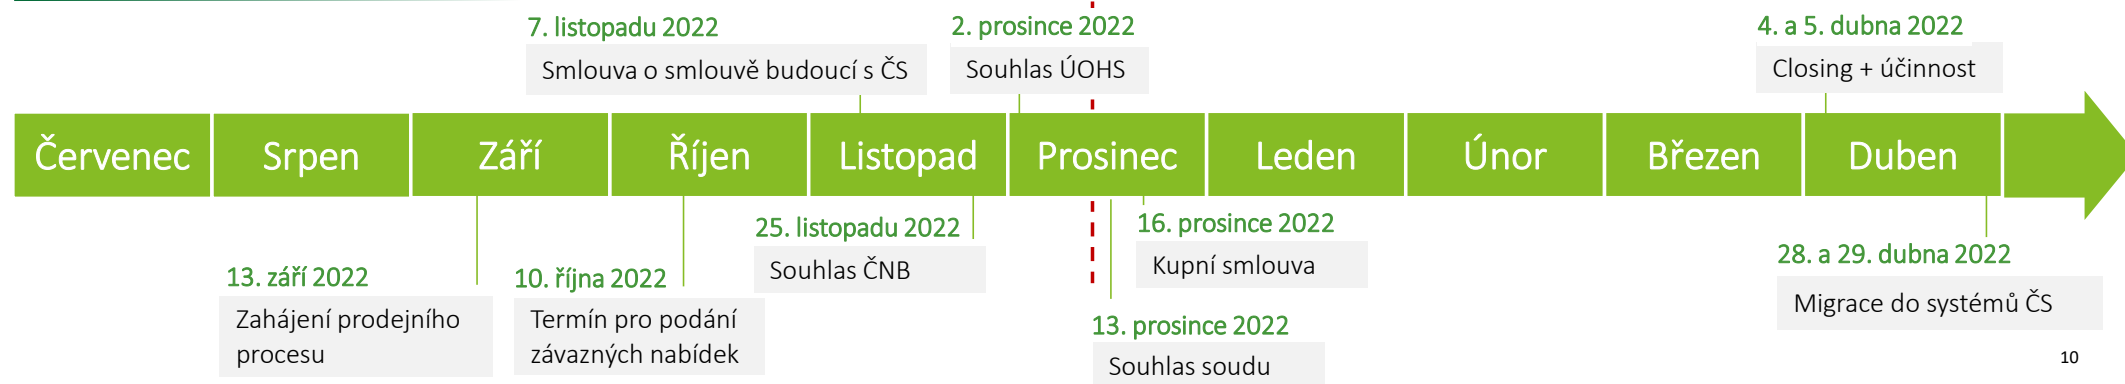 7. listopadu 2022
Smlouva o smlouvě budoucí s ČS
2. prosince 2022
Souhlas ÚOHS
4. a 5. dubna 2022
Closing + účinnost
Červenec
Srpen
Září
Říjen
Listopad
Prosinec
Leden
Únor
Březen
Duben
13. září 2022
Zahájení prodejního
procesu
10. října 2022
Termín pro podání
závazných nabídek
25. listopadu 2022
Souhlas ČNB
13. prosince 2022
Souhlas soudu
16. prosince 2022
Kupní smlouva
28. a 29. dubna 2022
Migrace do systémů ČS
10